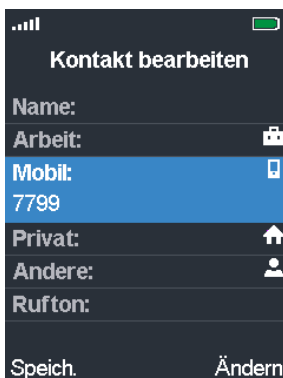 Kontakt bearbeiten
Name:
Arbeit:
Mobil:
7799
Privat:
Andere:
Rufton:
Speich. Ändern